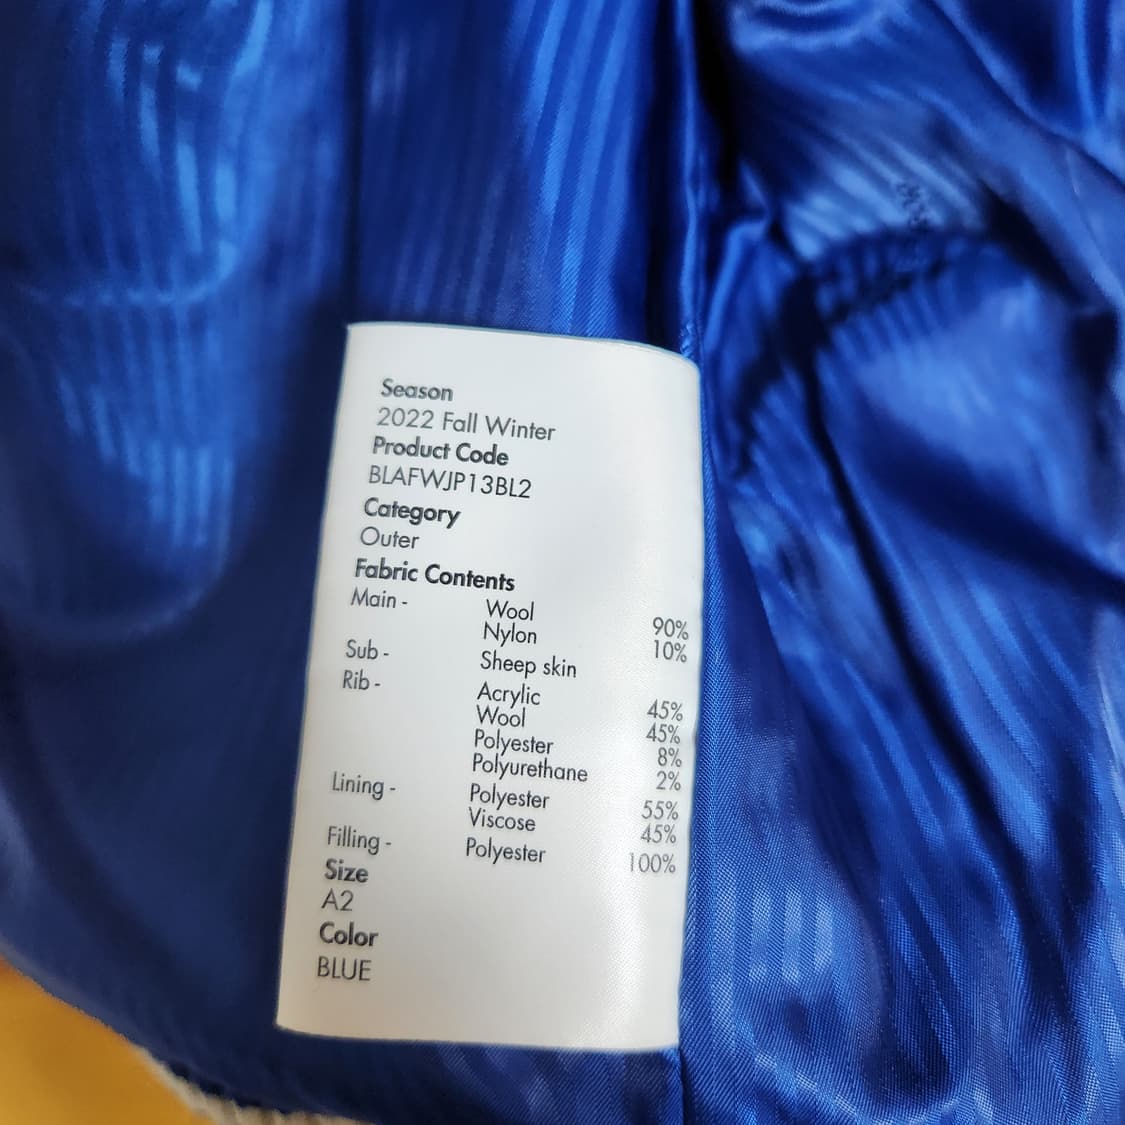 Season
2022 Fall Winter
Product Code
BLAFWJP13BL2
Category
Outer
Fabric Contents
Main - Wool 90%
Nylon 10%
Sub - Sheep skin
Rib - Acrylic 45%
Wool 45%
Polyester 8%
Polyurethane 2%
Lining - Polyester 55%
Viscose 45%
Filling - Polyester 100%
Size
A2
Color
BLUE